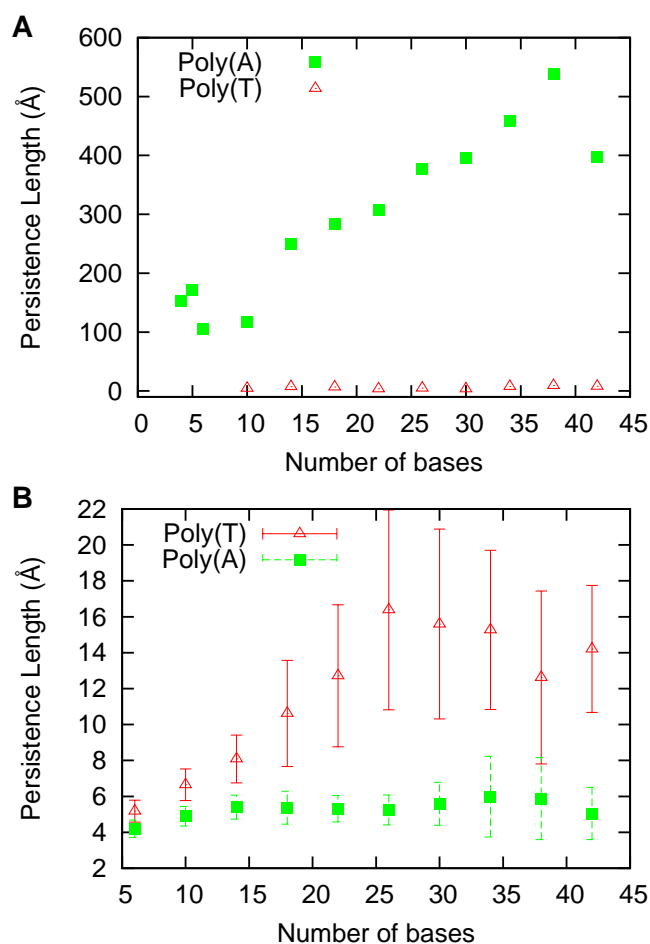 A
Persistence Length (Å)
600
500
400
300
200
100
0
Poly(A)
Poly(T)
0 5 10 15 20 25 30 35 40 45
Number of bases
B
Persistence Length (Å)
22
20
18
16
14
12
10
8
6
4
2
Poly(T)
Poly(A)
5 10 15 20 25 30 35 40 45
Number of bases